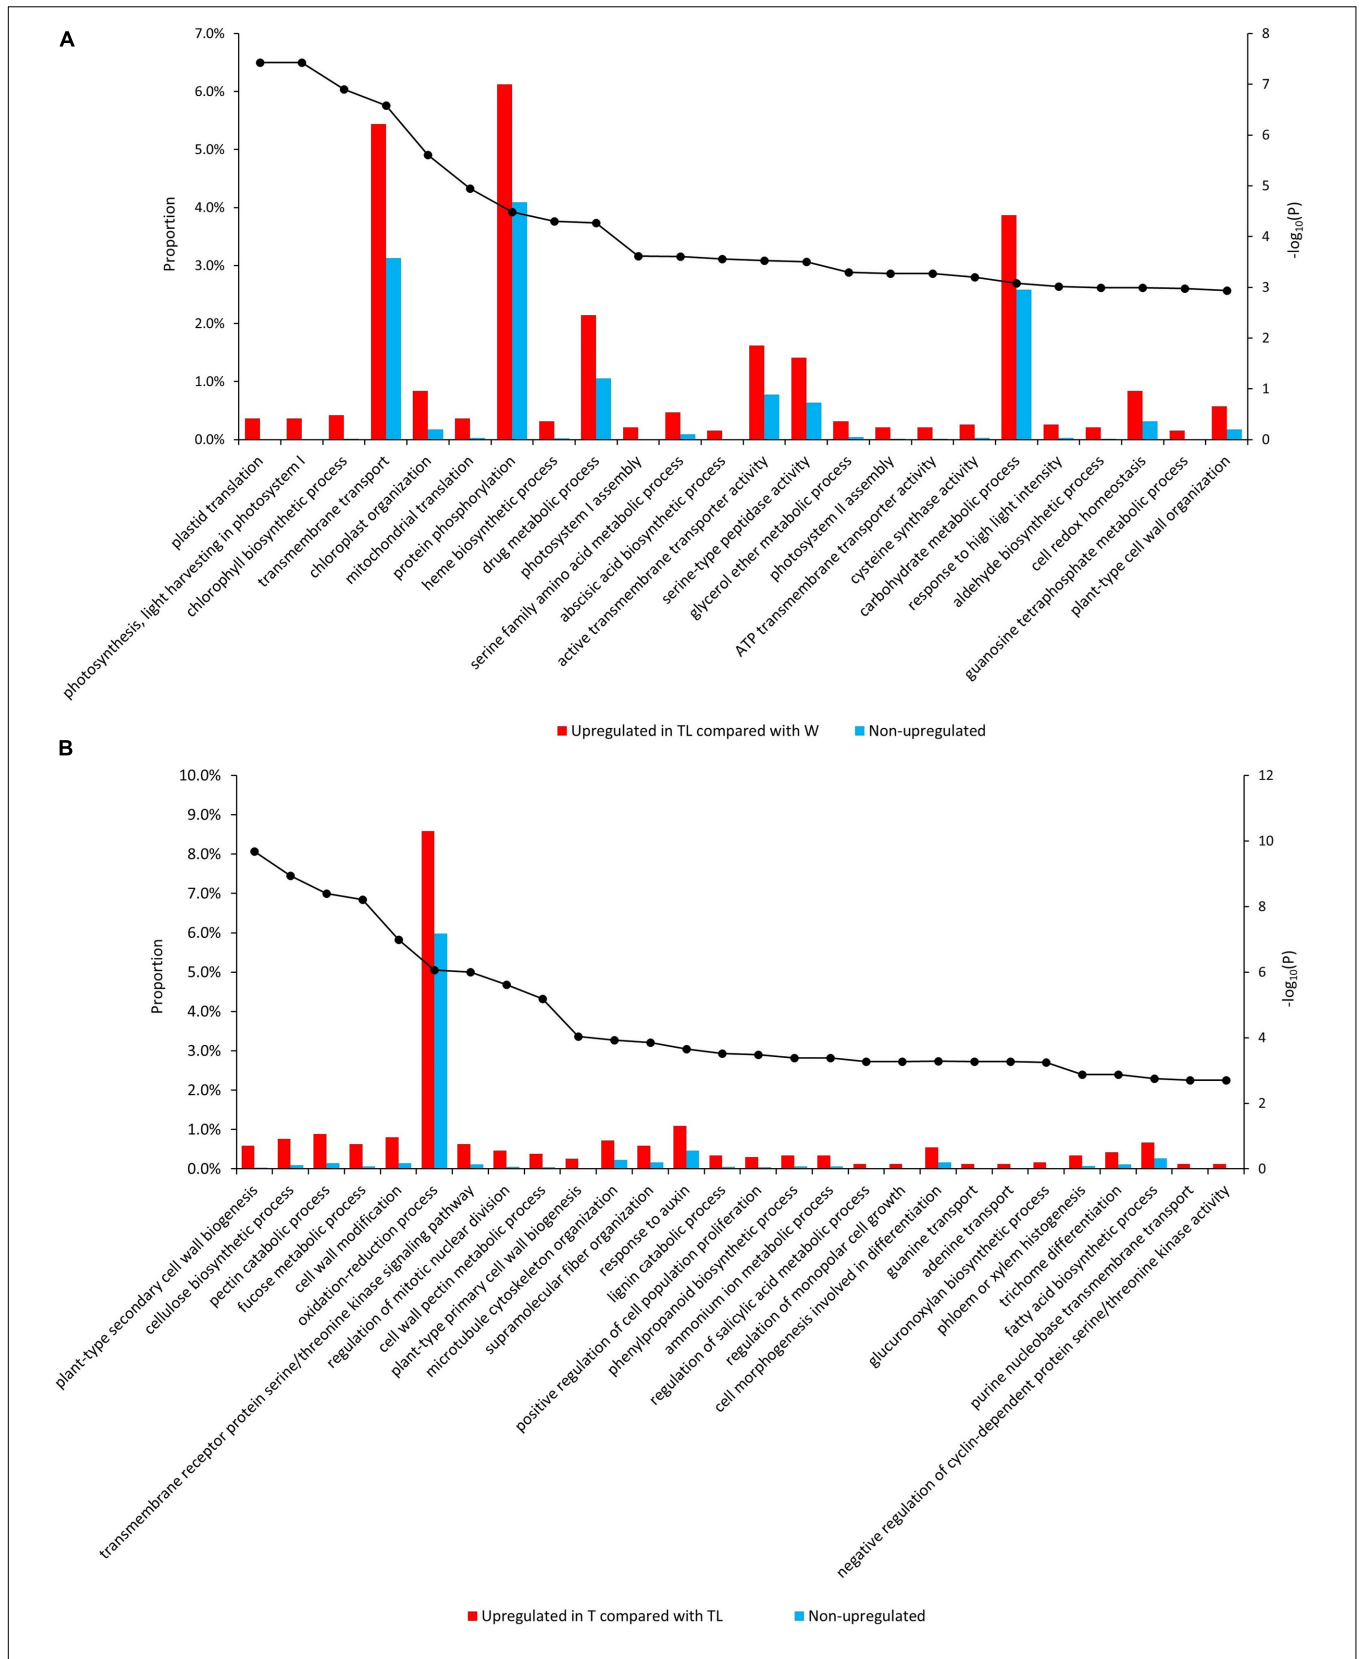 A
7.0%
6.0%
5.0%
4.0%
3.0%
2.0%
1.0%
0.0%
Proportion
8
7
6
5
4
3
2
1
0
-log10(P)
plastid translation
photosynthesis, light harvesting in photosystem I
chlorophyll biosynthetic process
transmembrane transport
chloroplast organization
mitochondrial translation
protein phosphorylation
heme biosynthetic process
drug metabolic process
photosystem I assembly
serine family amino acid metabolic process
abscisic acid biosynthetic process
active transmembrane transporter activity
serine-type peptidase activity
glycerol ether metabolic process
photosystem II assembly
ATP transmembrane transporter activity
cysteine synthase activity
carbohydrate metabolic process
response to high light intensity
aldehyde biosynthetic process
cell redox homeostasis
guanosine tetraphosphate metabolic process
plant-type cell wall organization
Upregulated in TL compared with W
Non-upregulated
B
10.0%
9.0%
8.0%
7.0%
6.0%
5.0%
4.0%
3.0%
2.0%
1.0%
0.0%
Proportion
12
10
8
6
4
2
0
-log10(P)
plant-type secondary cell wall biogenesis
cellulose biosynthetic process
pectin catabolic process
fucose metabolic process
cell wall modification
oxidation-reduction process
transmembrane receptor protein serine/threonine kinase signaling pathway
regulation of mitotic nuclear division
cell wall pectin metabolic process
plant-type primary cell wall biogenesis
microtubule cytoskeleton organization
supramolecular fiber organization
response to auxin
lignin catabolic process
positive regulation of cell population proliferation
phenylpropanoid biosynthetic process
ammonium ion metabolic process
regulation of salicylic acid metabolic process
regulation of monopolar cell growth
cell morphogenesis involved in differentiation
guanine transport
adenine transport
glucuronoxylan biosynthetic process
phloem or xylem histogenesis
trichome differentiation
fatty acid biosynthetic process
purine nucleobase transmembrane transport
negative regulation of cyclin-dependent protein serine/threonine kinase activity
Upregulated in T compared with TL
Non-upregulated